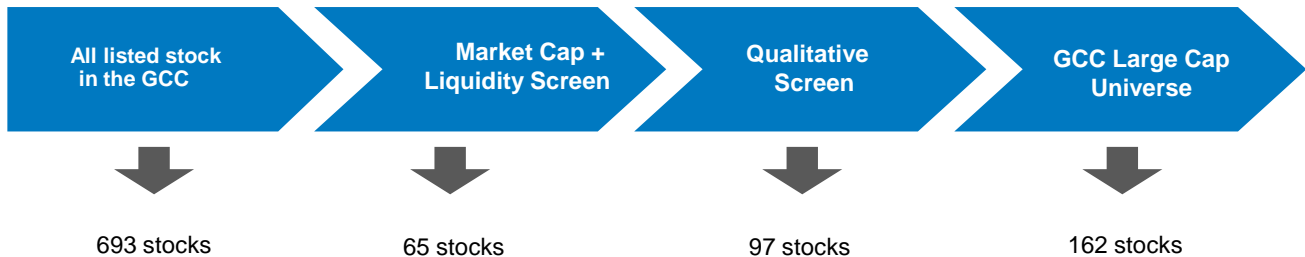 All listed stock
in the GCC
Market Cap +
Liquidity Screen
Qualitative
Screen
GCC Large Cap
Universe
693 stocks
65 stocks
97 stocks
162 stocks